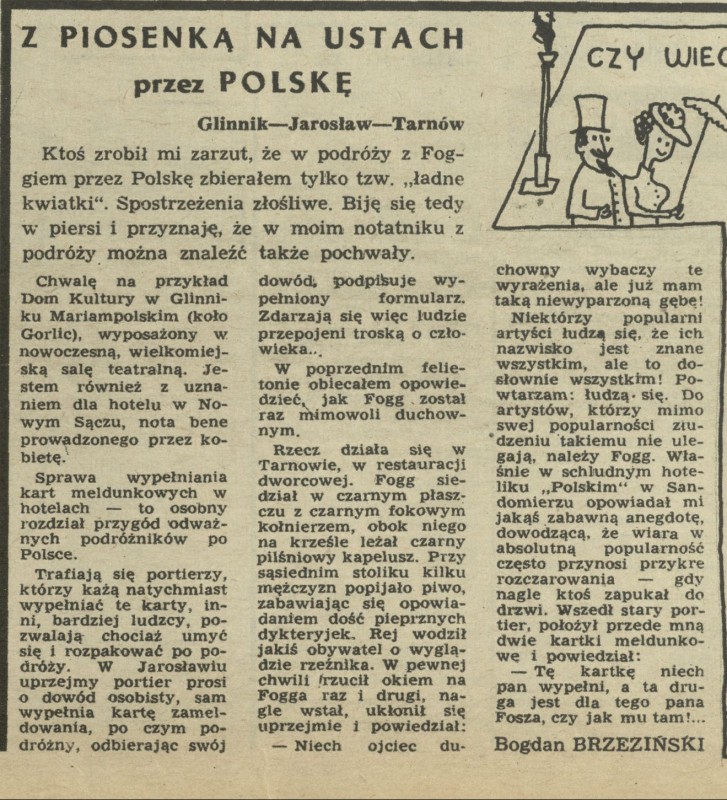 Z PIOSENKĄ NA USTACH
przez POLSKĘ
Glinnik—Jarosław—Tarnów
Ktoś zrobił mi zarzut, że w podróży z Fog-
giem przez Polskę zbierałem tylko tzw. „ładne
kwiatki“. Spostrzeżenia złośliwe. Biję się tedy
w piersi i przyznaję, że w moim notatniku z
podróży można znaleźć także pochwały.
Chwalę na przykład
Dom Kultury w Glinni-
ku Mariampolskim (koło
Gorlic), wyposażony w
nowoczesną, wielkomiej-
ską salę teatralną. Je-
stem również z uzna-
niem dla hotelu w No-
wym Sączu, nota bene
prowadzonego przez ko-
bietę.
Sprawa wypełniania
kart meldunkowych w
hotelach — to osobny
rozdział przygód odważ-
nych podróżników po
Polsce.
Trafiają się portierzy,
którzy każą natychmiast
wypełniać te karty, in-
ni, bardziej ludzcy, po-
zwalają chociaż umyć
się i rozpakować po po-
dróży. W Jarosławiu
uprzejmy portier prosi
o dowód osobisty, sam
wypełnia kartę zamel-
dowania, po czym po-
dróżny, odbierając swój
dowód, podpisuje wy-
pełniony formularz.
Zdarzają się więc ludzie
przepojeni troską o czło-
wieka...
W poprzednim felie-
tonie obiecałem opowie-
dzieć, jak Fogg został
raz mimowoli duchow-
nym.
Rzecz działa się w
Tarnowie, w restauracji
dworcowej. Fogg sie-
dział w czarnym płasz-
czu z czarnym fokowym
kołnierzem, obok niego
na krześle leżał czarny
pilśniowy kapelusz. Przy
sąsiednim stoliku kilku
mężczyzn popijało piwo,
zabawiając się opowia-
daniem dość pieprznych
dykteryjek. Rej wodził
jakiś obywatel o wyglą-
dzie rzeźnika. W pewnej
chwili rzucił okiem na
Fogga raz i drugi, na-
gle wstał, ukłonił się
uprzejmie i powiedział:
— Niech ojciec du-
chowny wybaczy te
wyrażenia, ale już mam
taką niewyparzoną gębę!
Niektórzy popularni
artyści łudzą się, że ich
nazwisko jest znane
wszystkim, ale to do-
słownie wszystkim! Po-
wtarzam: łudzą się. Do
artystów, którzy mimo
swej popularności złu-
dzeniu takiemu nie ule-
gają, należy Fogg. Wła-
śnie w schludnym hote-
liku „Polskim“ w San-
domierzu opowiadał mi
jakąś zabawną anegdotę,
dowodzącą, że wiara w
absolutną popularność
często przynosi przykre
rozczarowania — gdy
nagle ktoś zapukał do
drzwi. Wszedł stary por-
tier, położył przede mną
dwie kartki meldunko-
we i powiedział:
— Tę kartkę niech
pan wypełni, a ta dru-
ga jest dla tego pana
Fosza, czy jak mu tam!...
Bogdan BRZEZIŃSKI
CZY WIEC